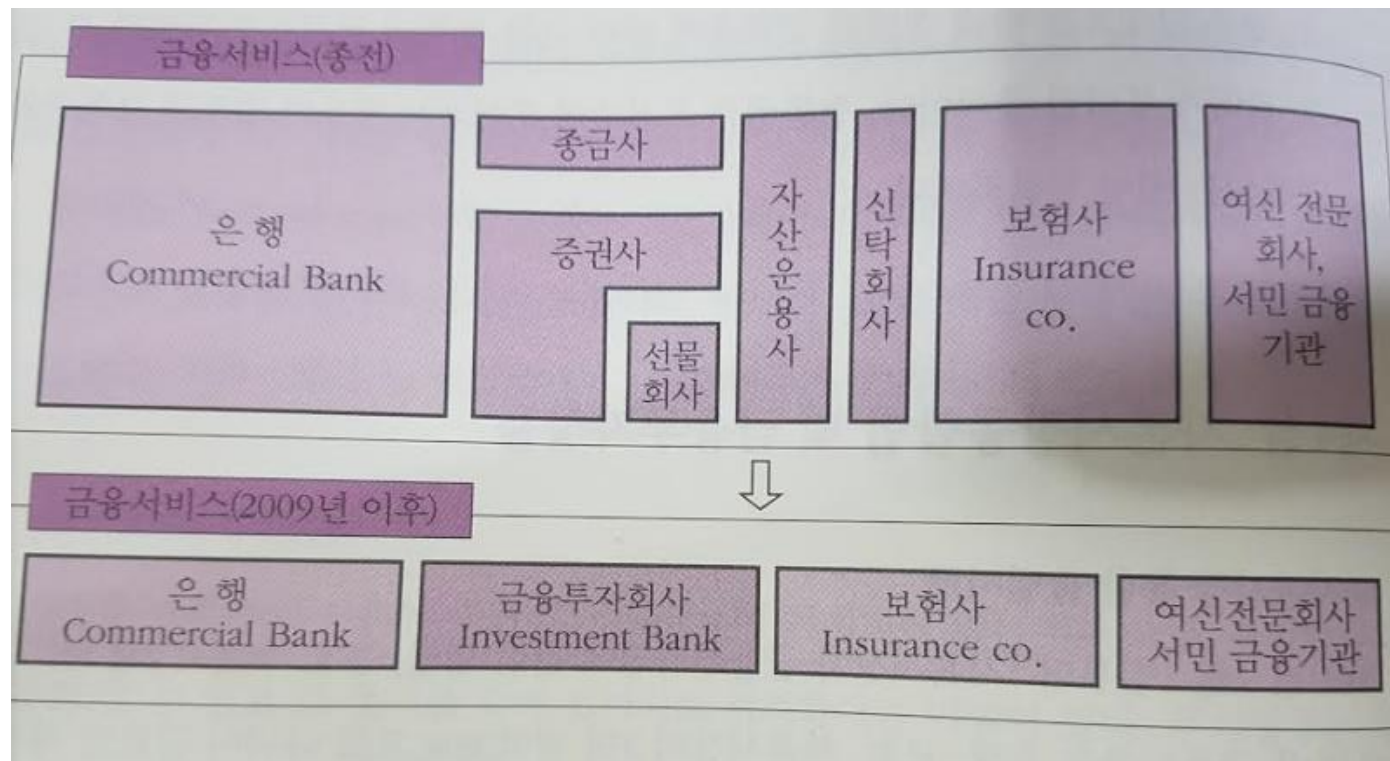 금융서비스(종전)
은 행
Commercial Bank
종금사
증권사
선물
회사
자산운용사
신탁회사
보험사
Insurance
co.
여신 전문
회사,
서민 금융
기관
금융서비스(2009년 이후)
은 행
Commercial Bank
금융투자회사
Investment Bank
보험사
Insurance co.
여신전문회사
서민 금융기관